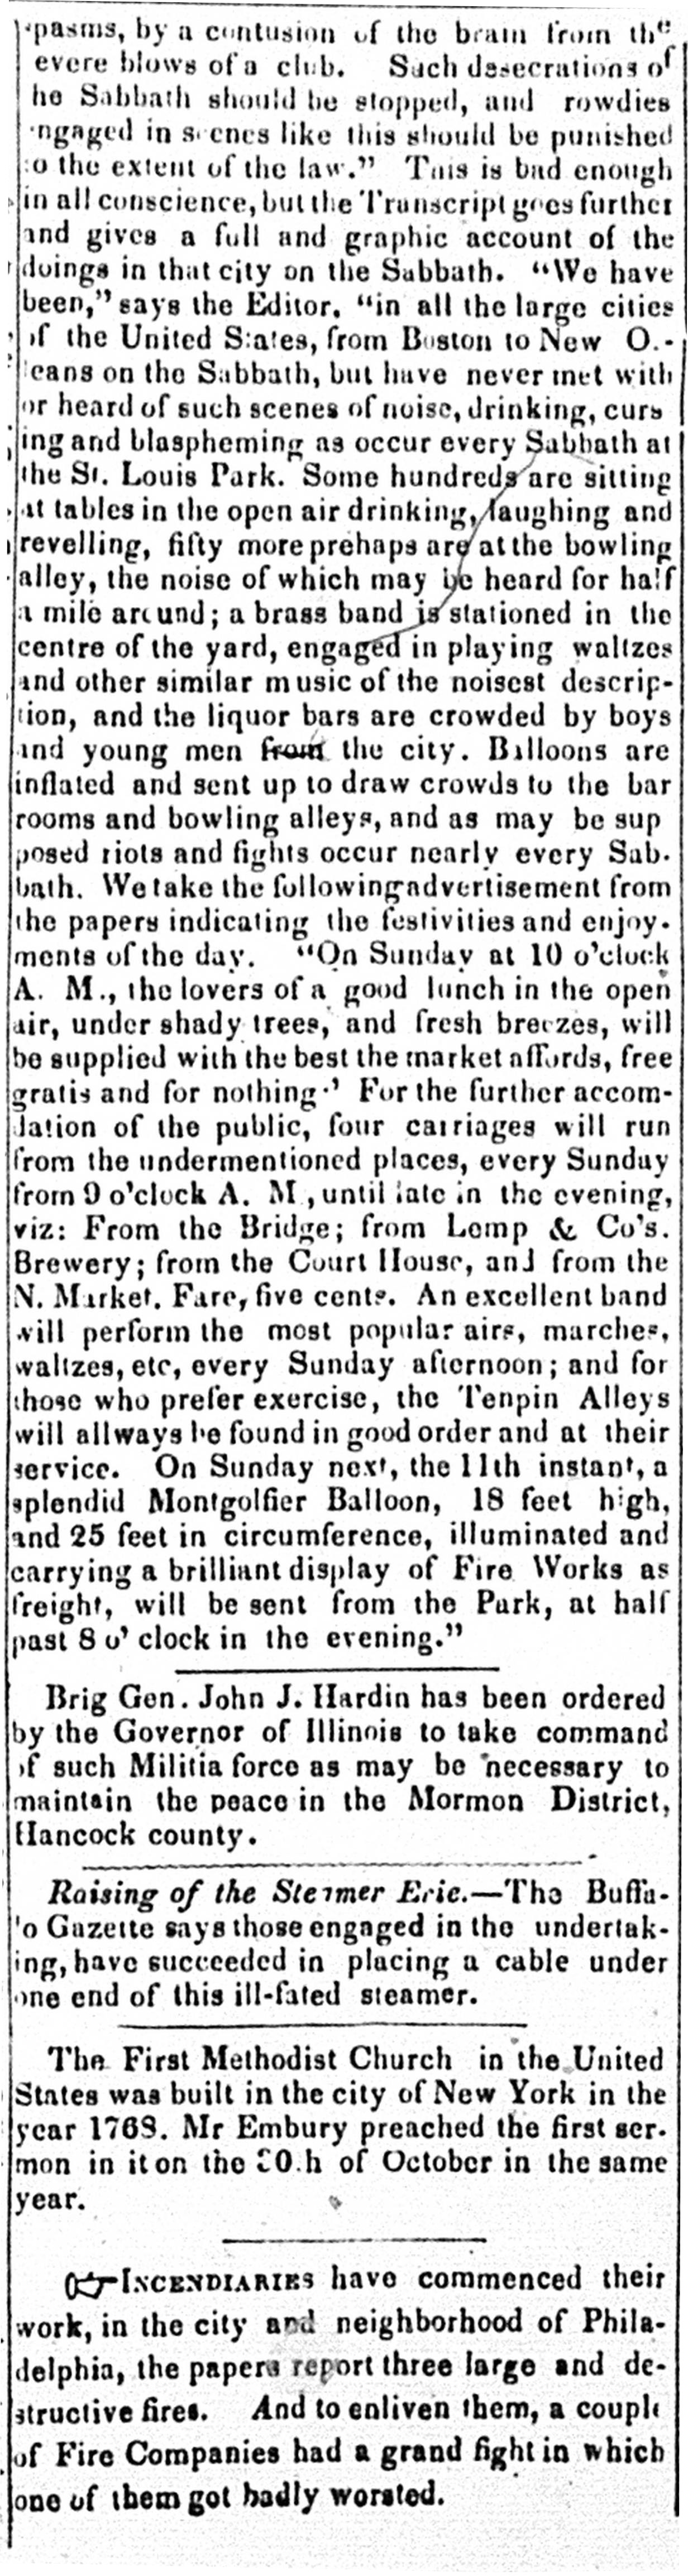 spasms, by a contusion of the brain from the
evere blows of a club. Such desecrations of
he Sabbath should be stopped, and rowdies
ngaged in scenes like this should be punished
to the extent of the law." This is bad enough
in all conscience, but the Transcript goes further
and gives a full and graphic account of the
doings in that city on the Sabbath. "We have
been," says the Editor, "in all the large cities
of the United States, from Boston to New O.-
leans on the Sabbath, but have never met with
or heard of such scenes of noise, drinking, curs
ing and blaspheming as occur every Sabbath at
the St. Louis Park. Some hundreds are sitting
at tables in the open air drinking, laughing and
revelling, fifty more prehaps are at the bowling
alley, the noise of which may be heard for half
a mile around; a brass band is stationed in the
centre of the yard, engaged in playing waltzes
and other similar music of the noisest descrip-
tion, and the liquor bars are crowded by boys
and young men from the city. Balloons are
inflated and sent up to draw crowds to the bar
rooms and bowling alleys, and as may be sup
posed riots and fights occur nearly every Sab-
bath. We take the following advertisement from
the papers indicating the festivities and enjoy-
ments of the day. "On Sunday at 10 o'clock
A. M., the lovers of a good lunch in the open
air, under shady trees, and fresh breezes, will
be supplied with the best the market affords, free
gratis and for nothing.' For the further accom-
dation of the public, four carriages will run
from the undermentioned places, every Sunday
from 9 o'clock A. M., until late in the evening,
viz: From the Bridge; from Lemp & Co's.
Brewery; from the Court House, and from the
N. Market. Fare, five cents. An excellent band
will perform the most popular airs, marches,
waltzes, etc, every Sunday afternoon; and for
those who prefer exercise, the Tenpin Alleys
will allways be found in good order and at their
service. On Sunday next, the 11th instant, a
splendid Montgolfier Balloon, 18 feet high,
and 25 feet in circumference, illuminated and
carrying a brilliant display of Fire Works as
freight, will be sent from the Park, at half
past 8 o' clock in the evening."
Brig Gen. John J. Hardin has been ordered
by the Governor of Illinois to take command
of such Militia force as may be necessary to
maintain the peace in the Mormon District,
Hancock county.
Raising of the Steamer Erie.—The Buffa-
lo Gazette says those engaged in the undertak-
ing, have succeeded in placing a cable under
one end of this ill-fated steamer.
The First Methodist Church in the United
States was built in the city of New York in the
year 1768. Mr Embury preached the first ser-
mon in it on the 30.h of October in the same
year.
☞INCENDIARIES have commenced their
work, in the city and neighborhood of Phila-
delphia, the papers report three large and de-
structive fires. And to enliven them, a couple
of Fire Companies had a grand fight in which
one of them got badly worsted.